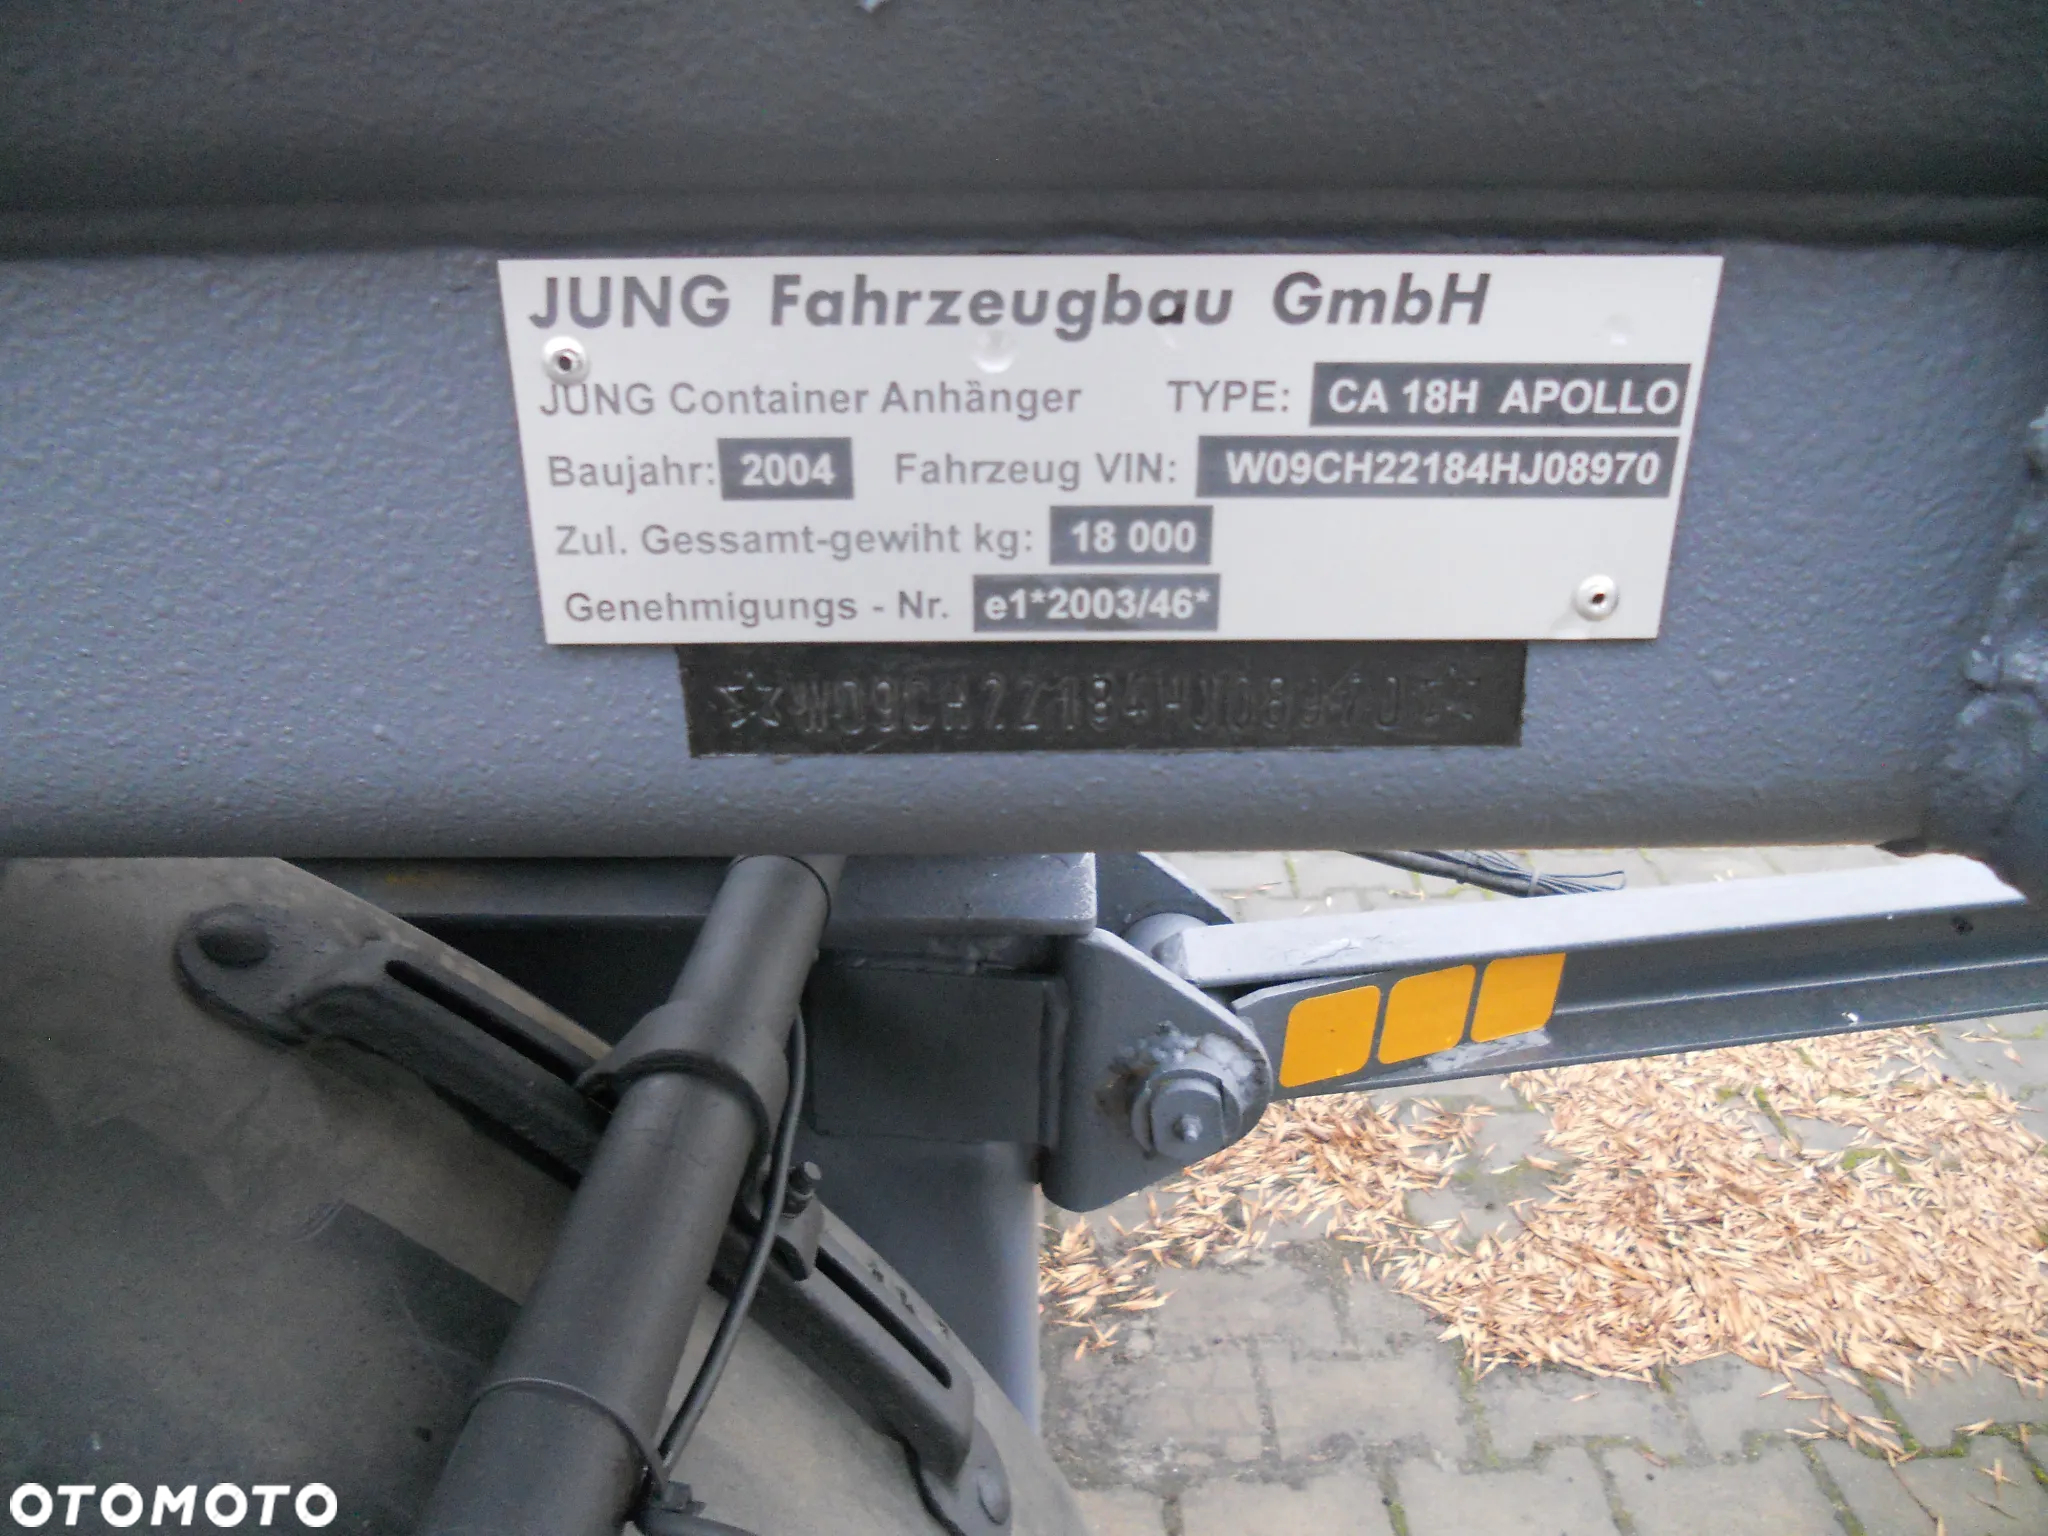 JUNG Fahrzeugbau GmbH
JUNG Container Anhänger TYPE: CA 18H APOLLO
Baujahr: 2004 Fahrzeug VIN: W09CH22184HJ08970
Zul. Gessamt-gewiht kg: 18 000
Genehmigungs - Nr. e1*2003/46*
W09CH22184HJ08970
OTOMOTO